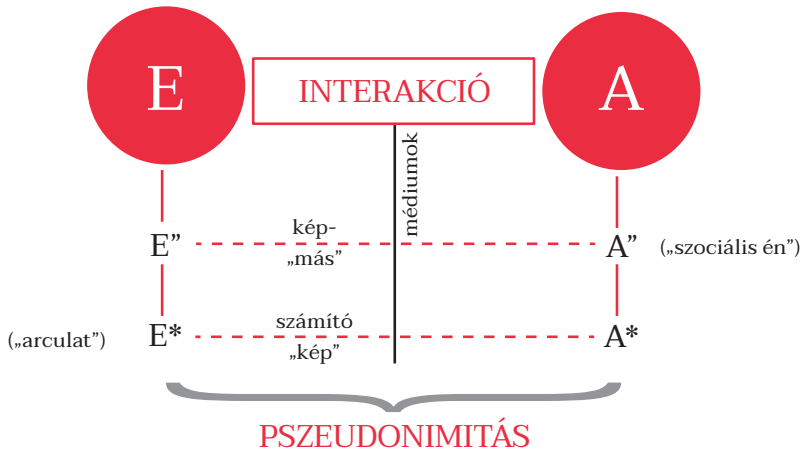 E
INTERAKCIÓ
A
médiumok
kép-
E” A” („szociális én”)
„más”
számító
(„arculat”) E* A*
„kép”
PSZEUDONIMITÁS